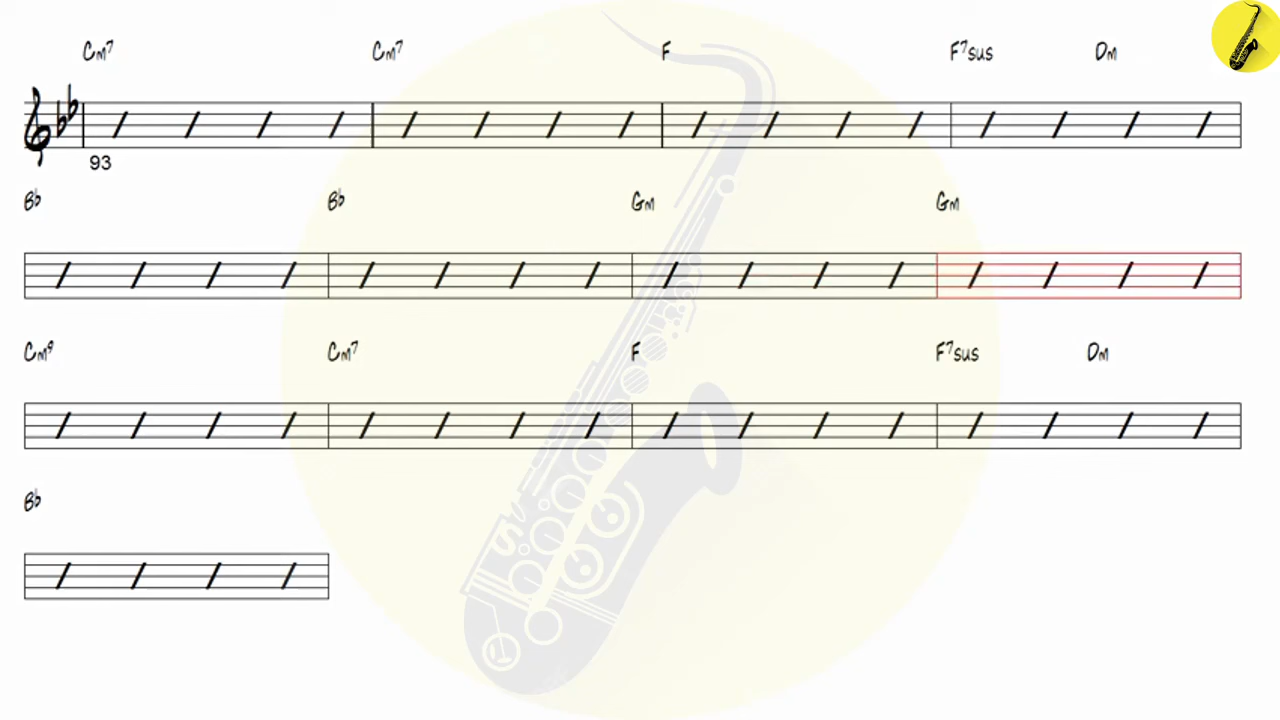 Cm7 Cm7 F F7sus Dm
93
B♭ B♭ Gm Gm
Cm9 Cm7 F F7sus Dm
B♭